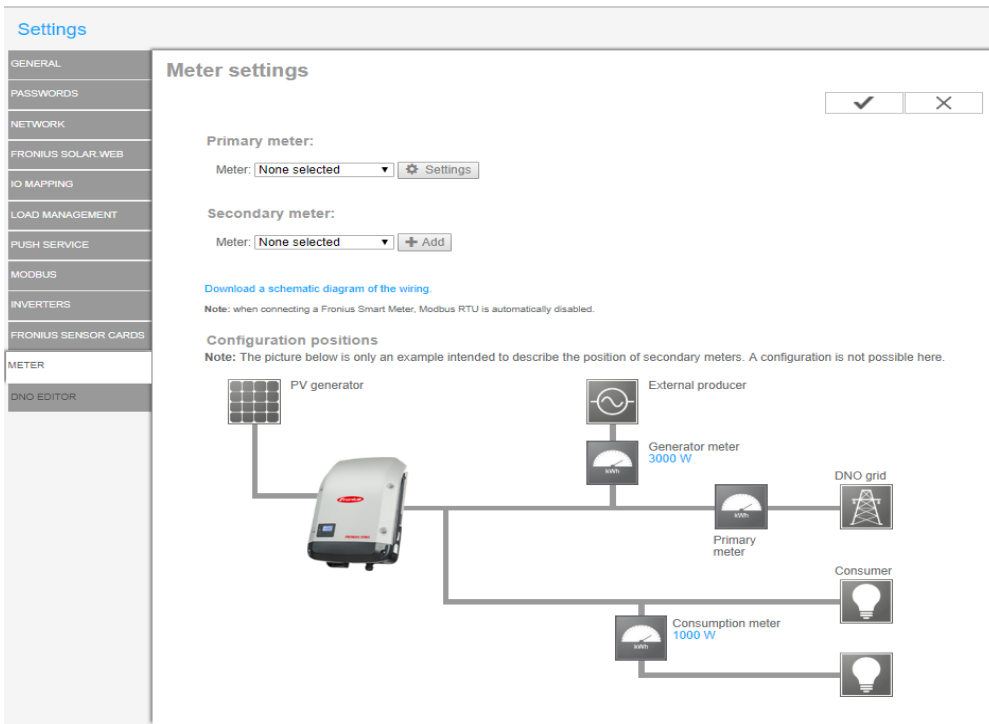 Settings
GENERAL
PASSWORDS
NETWORK
FRONIUS SOLAR.WEB
IO MAPPING
LOAD MANAGEMENT
PUSH SERVICE
MODBUS
INVERTERS
FRONIUS SENSOR CARDS
METER
DNO EDITOR
Meter settings
Primary meter:
Meter: None selected Settings
Secondary meter:
Meter: None selected Add
Download a schematic diagram of the wiring.
Note: when connecting a Fronius Smart Meter, Modbus RTU is automatically disabled.
Configuration positions
Note: The picture below is only an example intended to describe the position of secondary meters. A configuration is not possible here.
PV generator
External producer
Generator meter
3000 W
kWh
DNO grid
kWh
Primary
meter
Fronius
Consumer
Consumption meter
1000 W
kWh